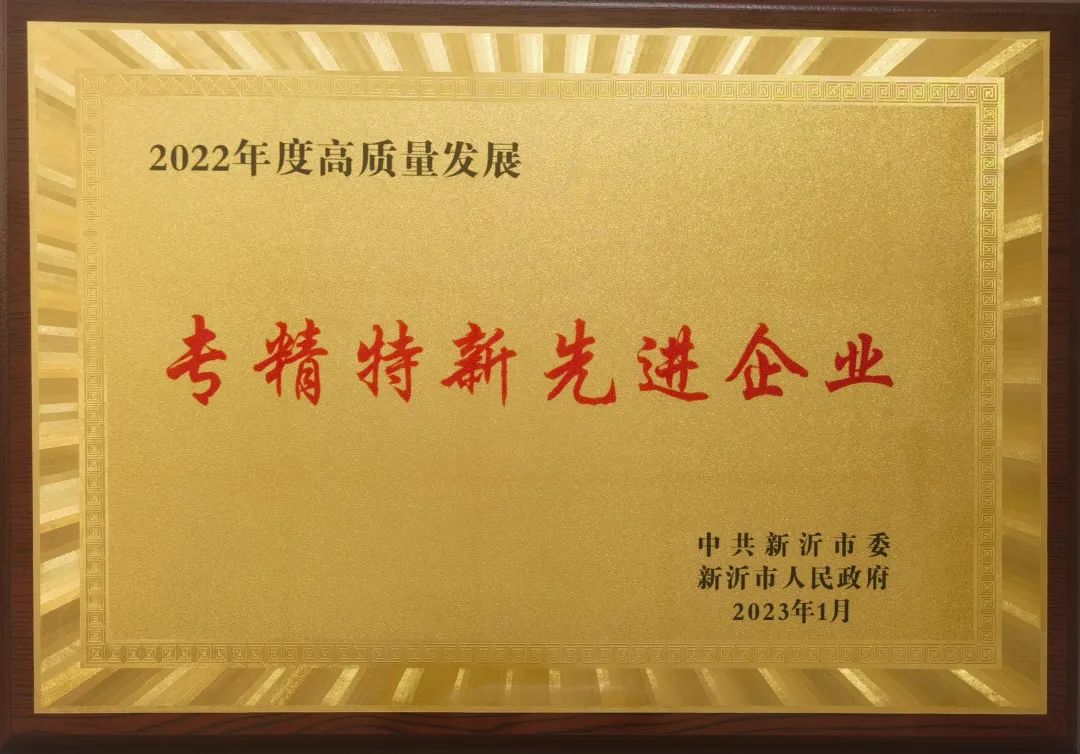 2022年度高质量发展
专精特新先进企业
中共新沂市委
新沂市人民政府
2023年1月